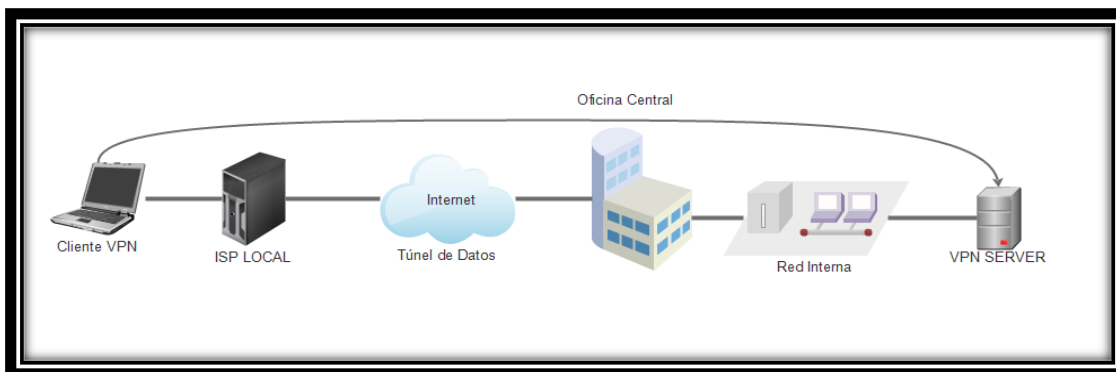 Oficina Central
Internet
Cliente VPN
ISP LOCAL
Túnel de Datos
Red Interna
VPN SERVER